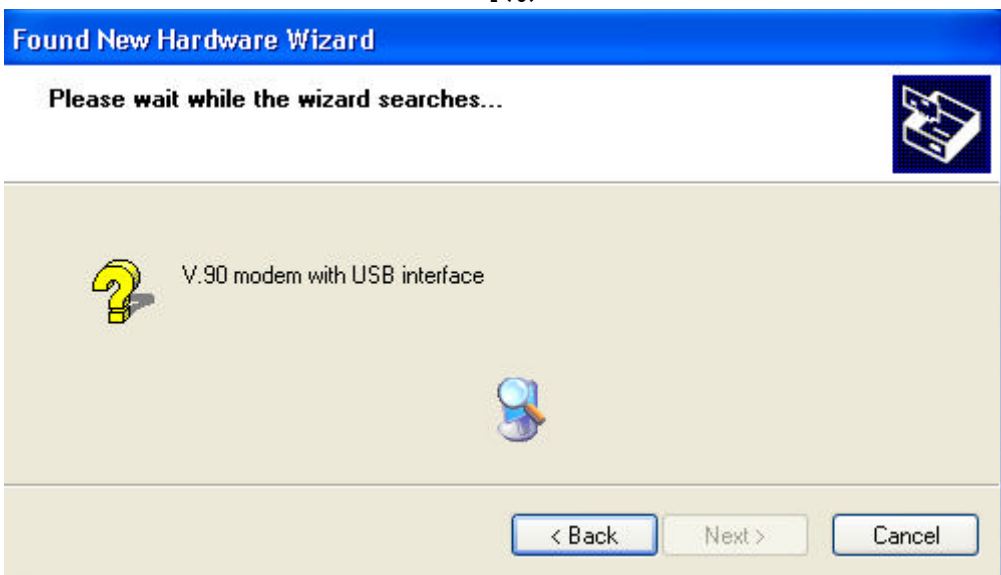 Found New Hardware Wizard
Please wait while the wizard searches...
V.90 modem with USB interface
< Back
Next >
Cancel